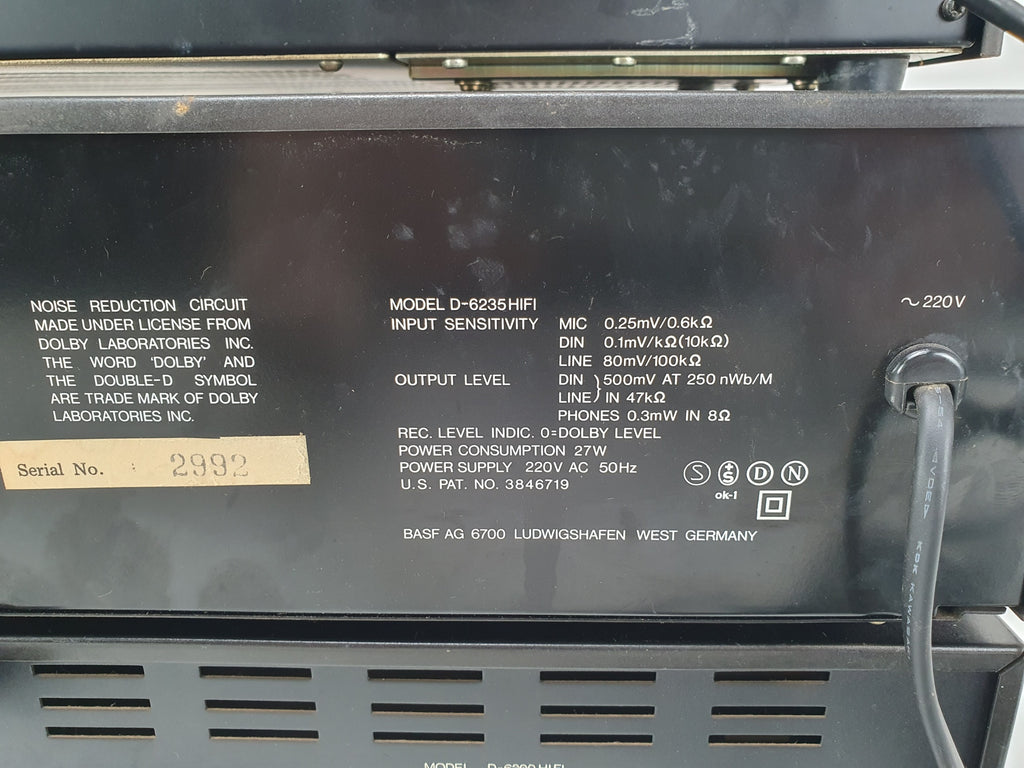 NOISE REDUCTION CIRCUIT
MADE UNDER LICENSE FROM
DOLBY LABORATORIES INC.
THE WORD 'DOLBY' AND
THE DOUBLE-D SYMBOL
ARE TRADE MARK OF DOLBY
LABORATORIES INC.
Serial No. : 2992
MODEL D-6235HIFI
INPUT SENSITIVITY MIC 0.25mV/0.6kΩ
DIN 0.1mV/kΩ(10kΩ)
LINE 80mV/100kΩ
OUTPUT LEVEL DIN } 500mV AT 250 nWb/M
LINE } IN 47kΩ
PHONES 0.3mW IN 8Ω
REC. LEVEL INDIC. 0=DOLBY LEVEL
POWER CONSUMPTION 27W
POWER SUPPLY 220V AC 50Hz
U.S. PAT. NO. 3846719
S S D N
ok-1
BASF AG 6700 LUDWIGSHAFEN WEST GERMANY
~ 220V
KDK KAWASAKI
MODEL